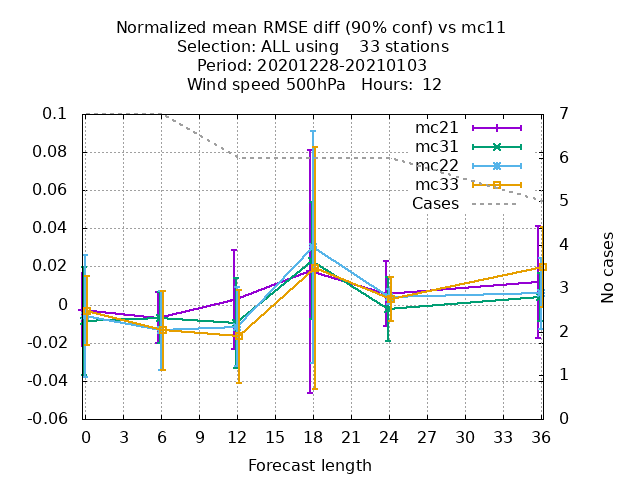 Normalized mean RMSE diff (90% conf) vs mc11
Selection: ALL using    33 stations
Period: 20201228-20210103
Wind speed 500hPa   Hours:  12
0.1
0.08
0.06
0.04
0.02
0
-0.02
-0.04
-0.06
7
6
5
4
3
2
1
0
No cases
mc21
mc31
mc22
mc33
Cases
0 3 6 9 12 15 18 21 24 27 30 33 36
Forecast length